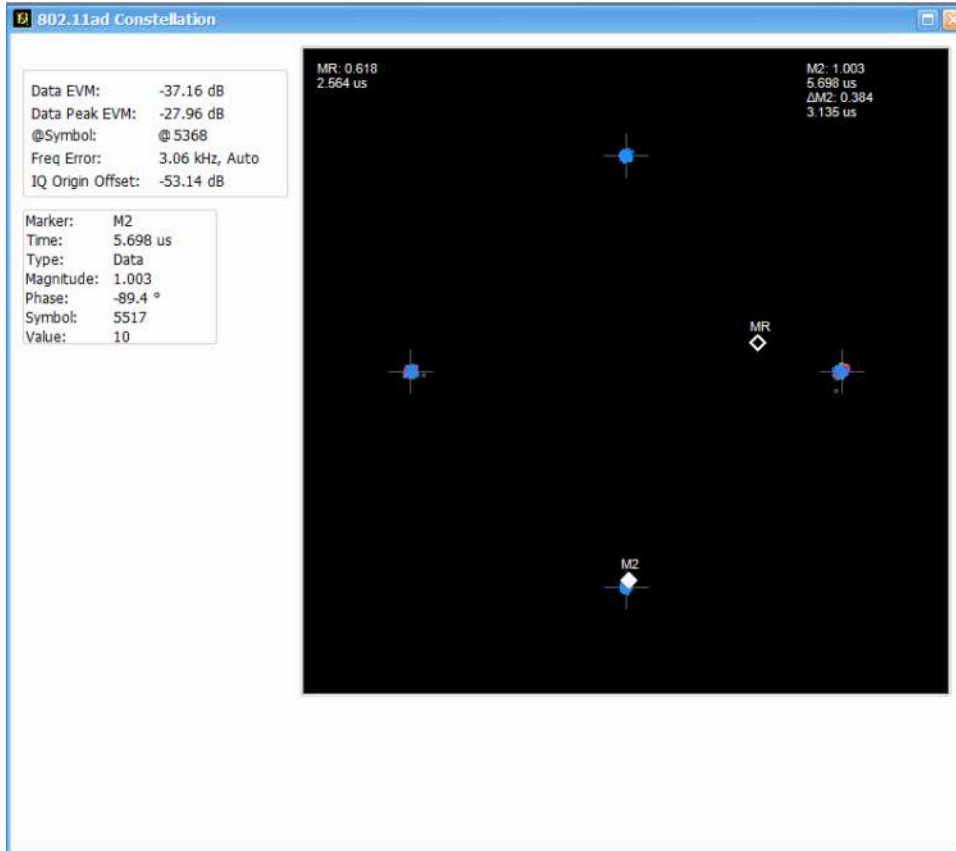 802.11ad Constellation
Data EVM: -37.16 dB
Data Peak EVM: -27.96 dB
@Symbol: @ 5368
Freq Error: 3.06 kHz, Auto
IQ Origin Offset: -53.14 dB
Marker: M2
Time: 5.698 us
Type: Data
Magnitude: 1.003
Phase: -89.4 °
Symbol: 5517
Value: 10
MR: 0.618
2.564 us
M2: 1.003
5.698 us
ΔM2: 0.384
3.135 us
MR
M2